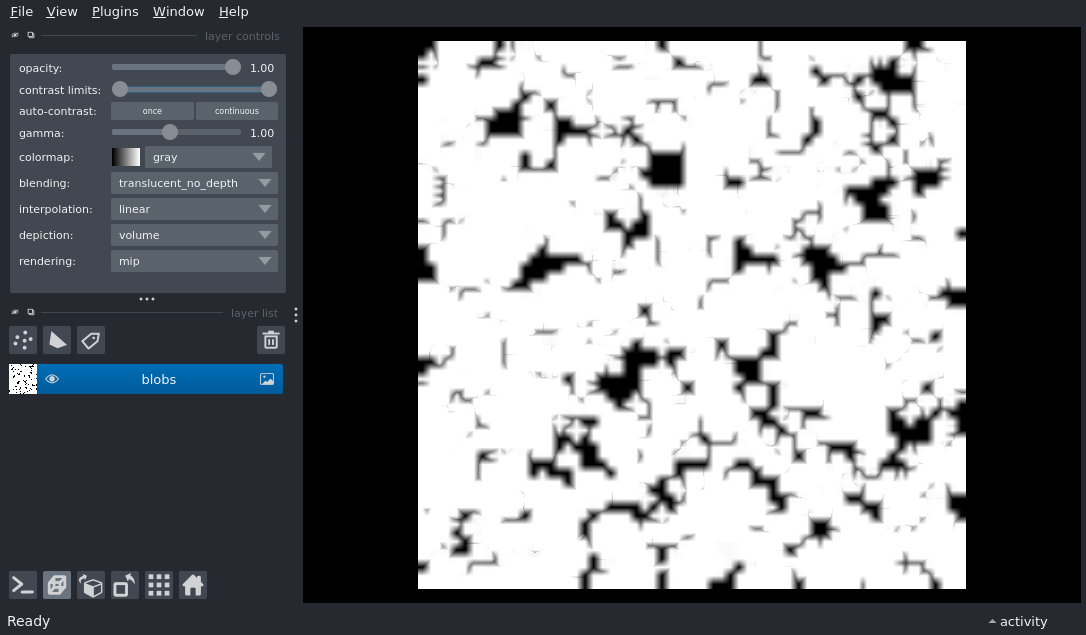 File View Plugins Window Help
layer controls
opacity: 1.00
contrast limits:
auto-contrast: once continuous
gamma: 1.00
colormap: gray
blending: translucent_no_depth
interpolation: linear
depiction: volume
rendering: mip
layer list
blobs
Ready
activity